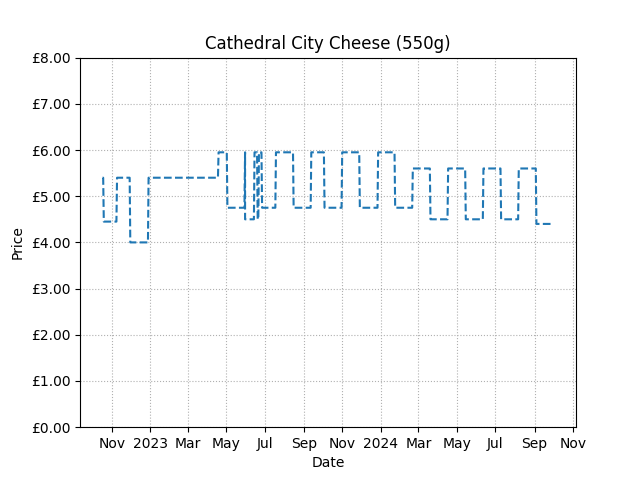 Cathedral City Cheese (550g)
£8.00
£7.00
£6.00
£5.00
£4.00
£3.00
£2.00
£1.00
£0.00
Price
Nov 2023 Mar May Jul Sep Nov 2024 Mar May Jul Sep Nov
Date